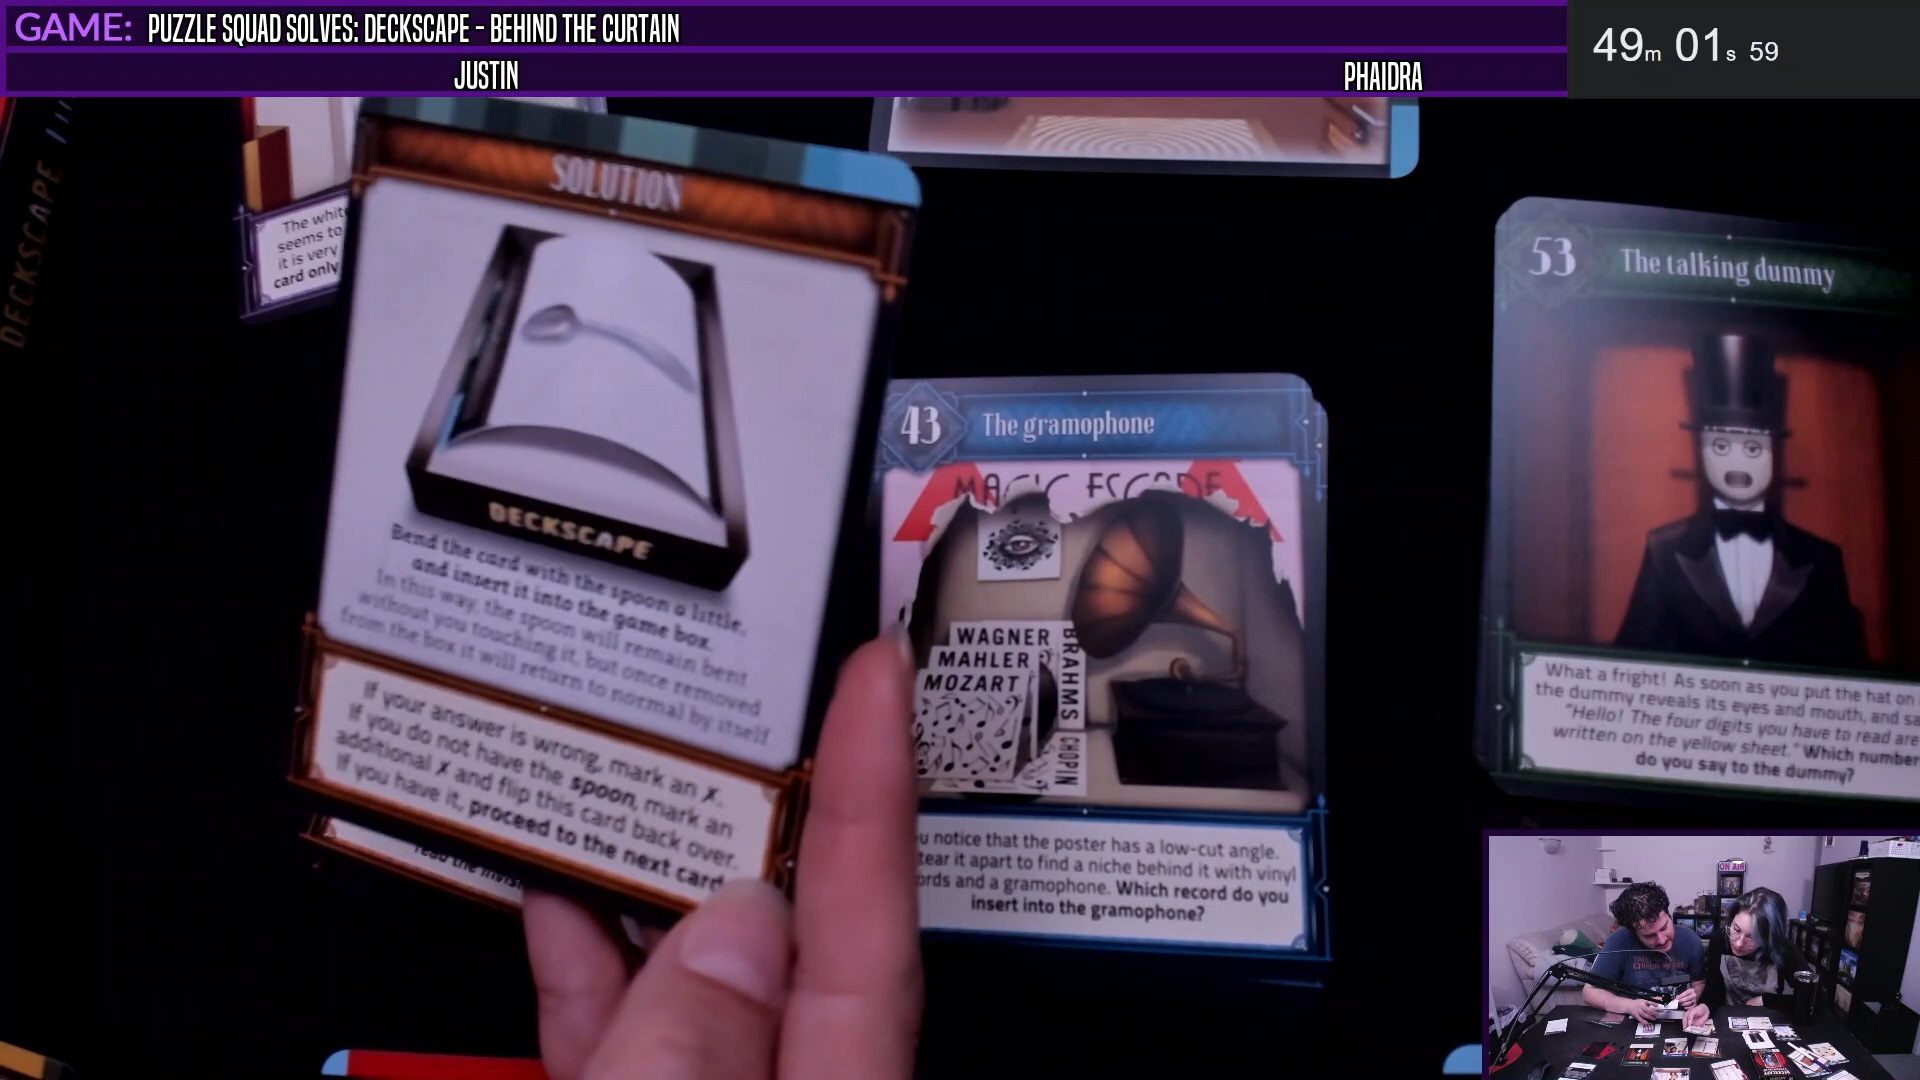 GAME: PUZZLE SQUAD SOLVES: DECKSCAPE - BEHIND THE CURTAIN
49m 01s 59
JUSTIN
PHAIDRA
DECKSCAPE
The white
seems to
it is very
card only
SOLUTION
DECKSCAPE
Bend the card with the spoon a little,
and insert it into the game box.
In this way, the spoon will remain bent
without you touching it, but once removed
from the box it will return to normal by itself
If your answer is wrong, mark an X.
If you do not have the spoon, mark an
additional X and flip this card back over.
If you have it, proceed to the next card
read the invis
43 The gramophone
MAGIC ESCAPE
WAGNER
MAHLER
MOZART
BRAHMS
CHOPIN
u notice that the poster has a low-cut angle.
tear it apart to find a niche behind it with vinyl
ords and a gramophone. Which record do you
insert into the gramophone?
53 The talking dummy
What a fright! As soon as you put the hat on
the dummy reveals its eyes and mouth, and sa
"Hello! The four digits you have to read are
written on the yellow sheet." Which number
do you say to the dummy?
ON AIR